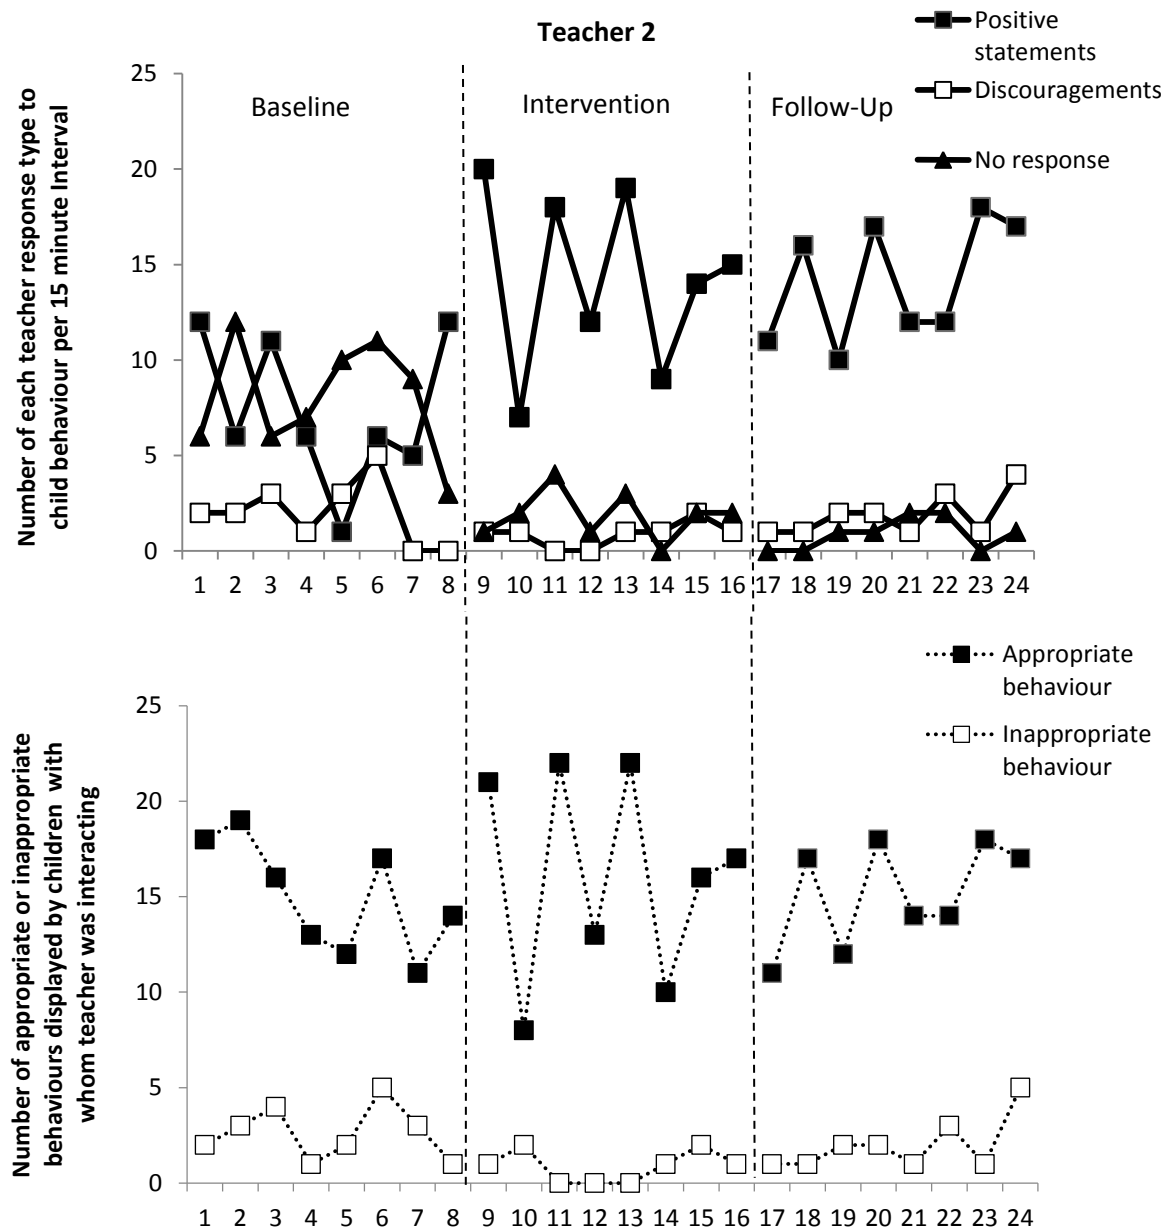 Teacher 2
Positive
statements
Discouragements
No response
Baseline
Intervention
Follow-Up
Number of each teacher response type to
child behaviour per 15 minute Interval
25
20
15
10
5
0
1 2 3 4 5 6 7 8 9 10 11 12 13 14 15 16 17 18 19 20 21 22 23 24
Appropriate
behaviour
Inappropriate
behaviour
Number of appropriate or inappropriate
behaviours displayed by children with
whom teacher was interacting
25
20
15
10
5
0
1 2 3 4 5 6 7 8 9 10 11 12 13 14 15 16 17 18 19 20 21 22 23 24